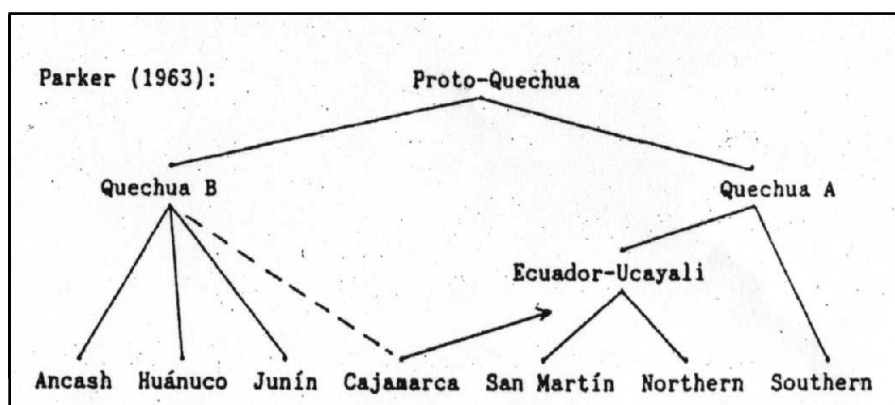 Parker (1963):
Proto-Quechua
Quechua B
Quechua A
Ecuador-Ucayali
Ancash Huánuco Junín Cajamarca San Martín Northern Southern